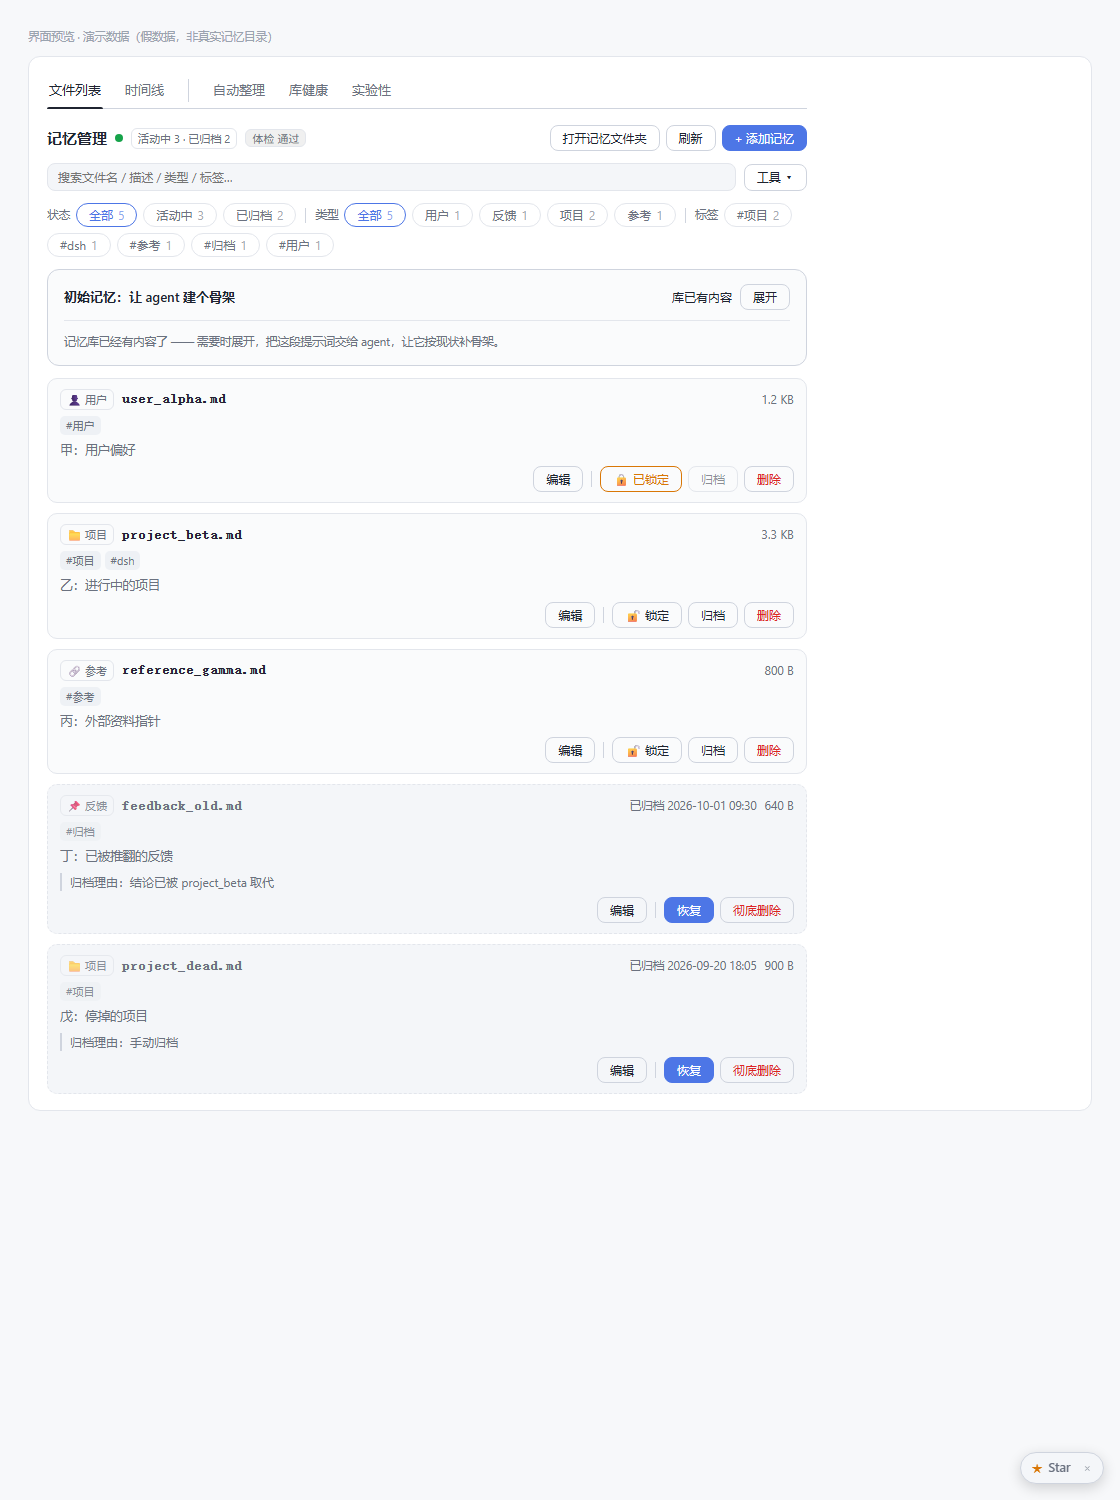 界面预览 · 演示数据（假数据，非真实记忆目录）
文件列表 时间线 自动整理 库健康 实验性
记忆管理 活动中 3 · 已归档 2 体检 通过 打开记忆文件夹 刷新 + 添加记忆
搜索文件名 / 描述 / 类型 / 标签... 工具 ▾
状态 全部 5 活动中 3 已归档 2 类型 全部 5 用户 1 反馈 1 项目 2 参考 1 标签 #项目 2
#dsh 1 #参考 1 #归档 1 #用户 1
初始记忆：让 agent 建个骨架 库已有内容 展开
记忆库已经有内容了 —— 需要时展开，把这段提示词交给 agent，让它按现状补骨架。
用户 user_alpha.md 1.2 KB
#用户
甲：用户偏好
编辑 已锁定 归档 删除
项目 project_beta.md 3.3 KB
#项目 #dsh
乙：进行中的项目
编辑 锁定 归档 删除
参考 reference_gamma.md 800 B
#参考
丙：外部资料指针
编辑 锁定 归档 删除
反馈 feedback_old.md 已归档 2026-10-01 09:30 640 B
#归档
丁：已被推翻的反馈
归档理由：结论已被 project_beta 取代
编辑 恢复 彻底删除
项目 project_dead.md 已归档 2026-09-20 18:05 900 B
#项目
戊：停掉的项目
归档理由：手动归档
编辑 恢复 彻底删除
★ Star ×